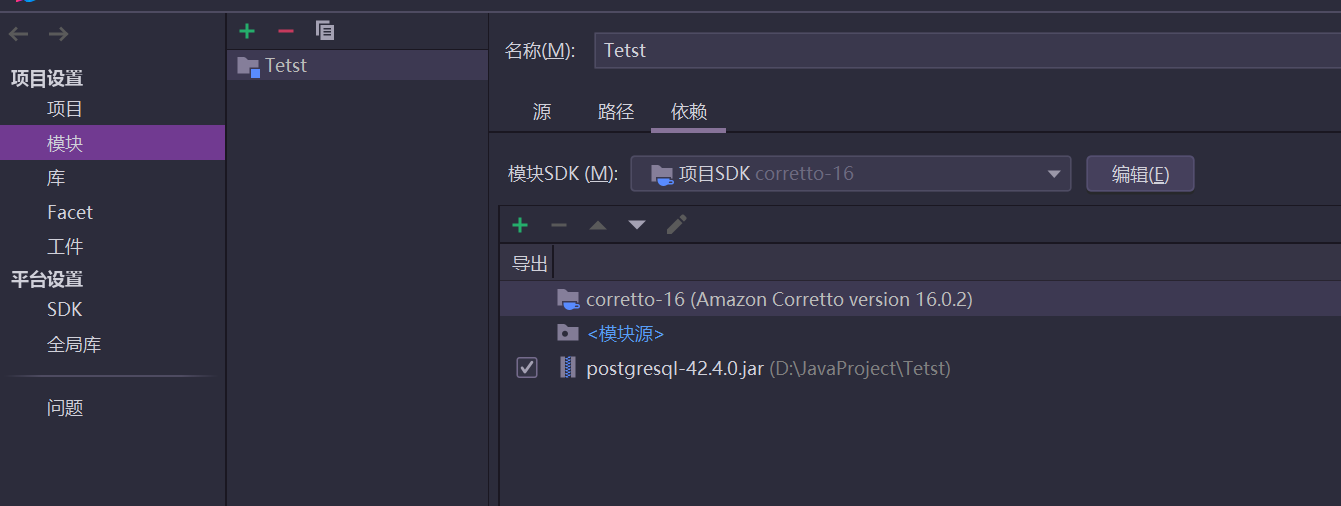 项目设置
项目
模块
库
Facet
工件
平台设置
SDK
全局库
问题
Tetst
名称(M): Tetst
源 路径 依赖
模块SDK (M): 项目SDK corretto-16 编辑(E)
导出
corretto-16 (Amazon Corretto version 16.0.2)
<模块源>
postgresql-42.4.0.jar (D:\JavaProject\Tetst)